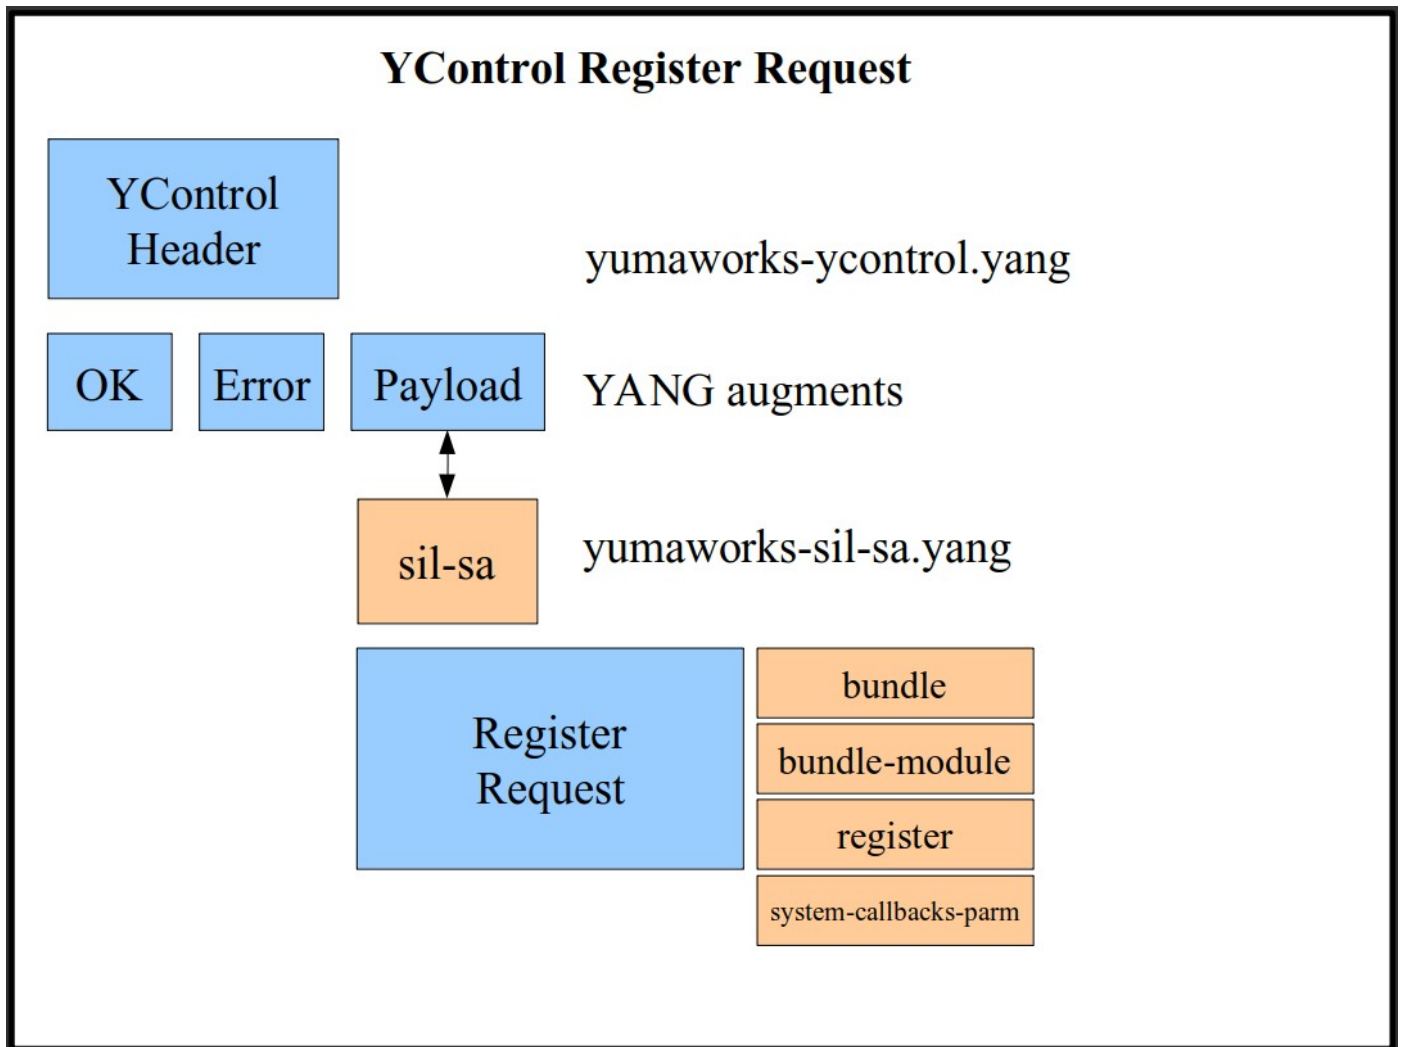 YControl Register Request
YControl
Header
yumaworks-ycontrol.yang
OK
Error
Payload
YANG augments
sil-sa
yumaworks-sil-sa.yang
Register
Request
bundle
bundle-module
register
system-callbacks-parm